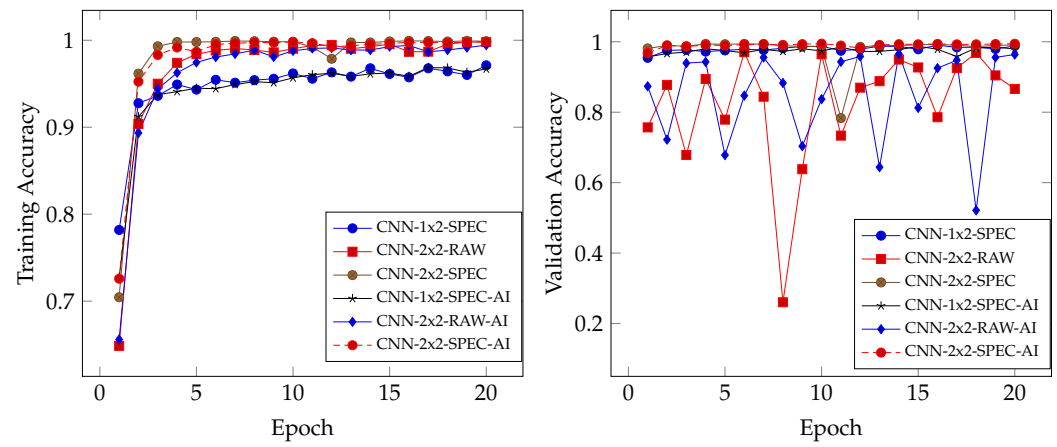 1
0.9
0.8
0.7
Training Accuracy
0 5 10 15 20
Epoch
CNN-1x2-SPEC
CNN-2x2-RAW
CNN-2x2-SPEC
CNN-1x2-SPEC-AI
CNN-2x2-RAW-AI
CNN-2x2-SPEC-AI
1
0.8
0.6
0.4
0.2
Validation Accuracy
0 5 10 15 20
Epoch
CNN-1x2-SPEC
CNN-2x2-RAW
CNN-2x2-SPEC
CNN-1x2-SPEC-AI
CNN-2x2-RAW-AI
CNN-2x2-SPEC-AI